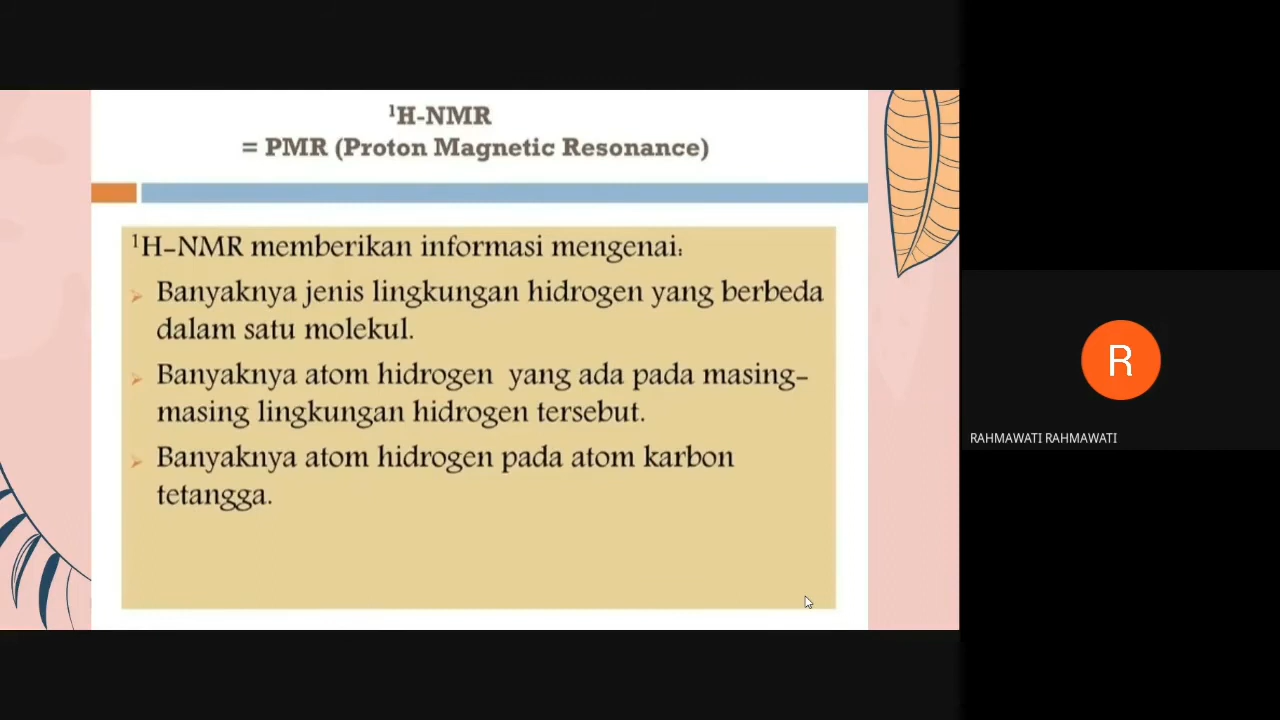 ¹H-NMR
= PMR (Proton Magnetic Resonance)
¹H-NMR memberikan informasi mengenai:
Banyaknya jenis lingkungan hidrogen yang berbeda
dalam satu molekul.
Banyaknya atom hidrogen yang ada pada masing-
masing lingkungan hidrogen tersebut.
Banyaknya atom hidrogen pada atom karbon
tetangga.
R
RAHMAWATI RAHMAWATI